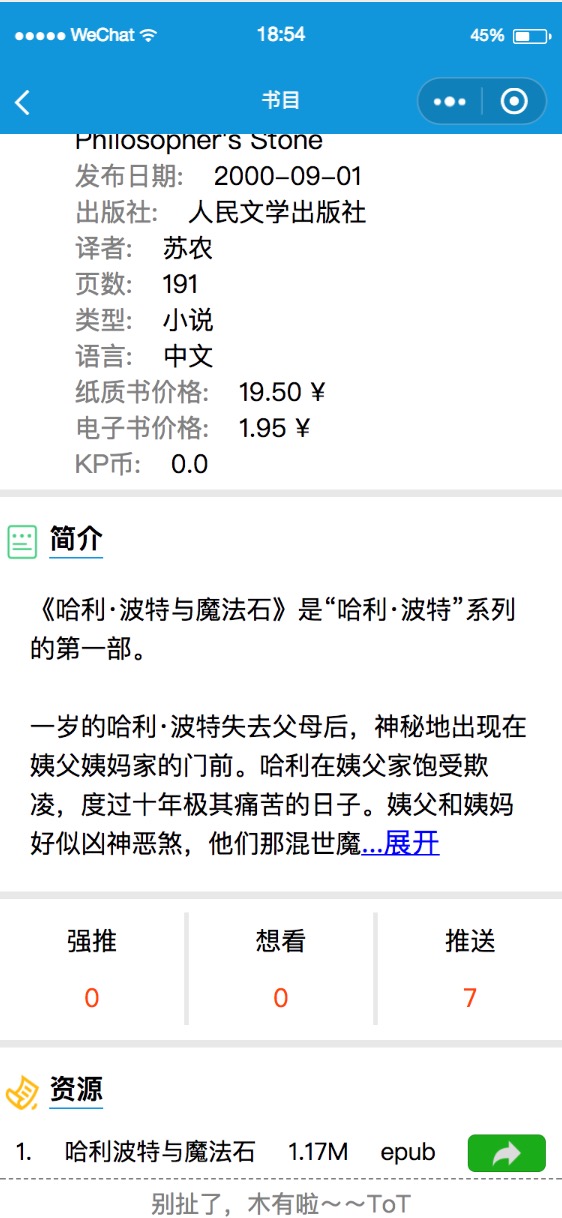 WeChat 18:54 45%
书目
Philosopher's Stone
发布日期: 2000-09-01
出版社: 人民文学出版社
译者: 苏农
页数: 191
类型: 小说
语言: 中文
纸质书价格: 19.50 ¥
电子书价格: 1.95 ¥
KP币: 0.0
简介
《哈利·波特与魔法石》是“哈利·波特”系列
的第一部。
一岁的哈利·波特失去父母后，神秘地出现在
姨父姨妈家的门前。哈利在姨父家饱受欺
凌，度过十年极其痛苦的日子。姨父和姨妈
好似凶神恶煞，他们那混世魔...展开
强推 想看 推送
0 0 7
资源
1. 哈利波特与魔法石 1.17M epub
别扯了，木有啦～～ToT